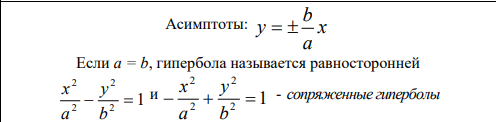 Асимптоты: y = ± b/a x
Если a = b, гипербола называется равносторонней
x²/a² − y²/b² = 1 и − x²/a² + y²/b² = 1 - сопряженные гиперболы